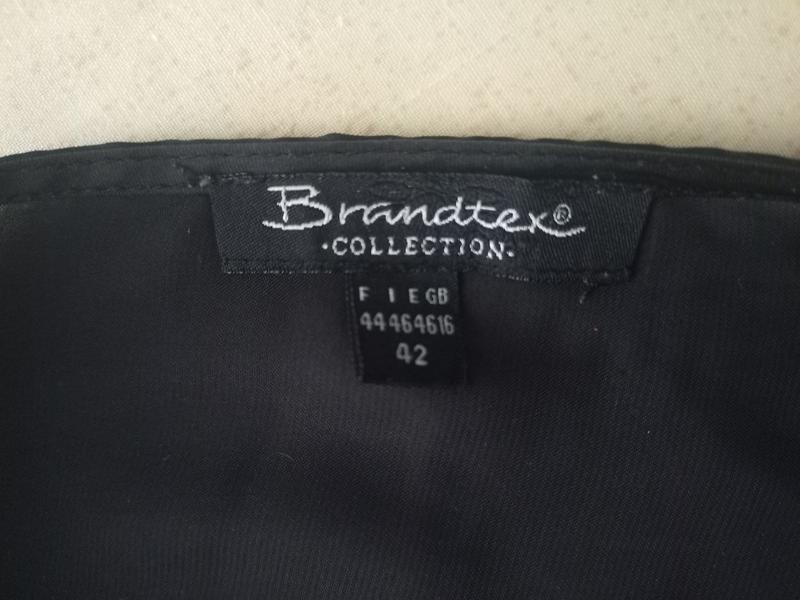 Brandtex®
·COLLECTION·
F I E GB
44 46 46 16
42